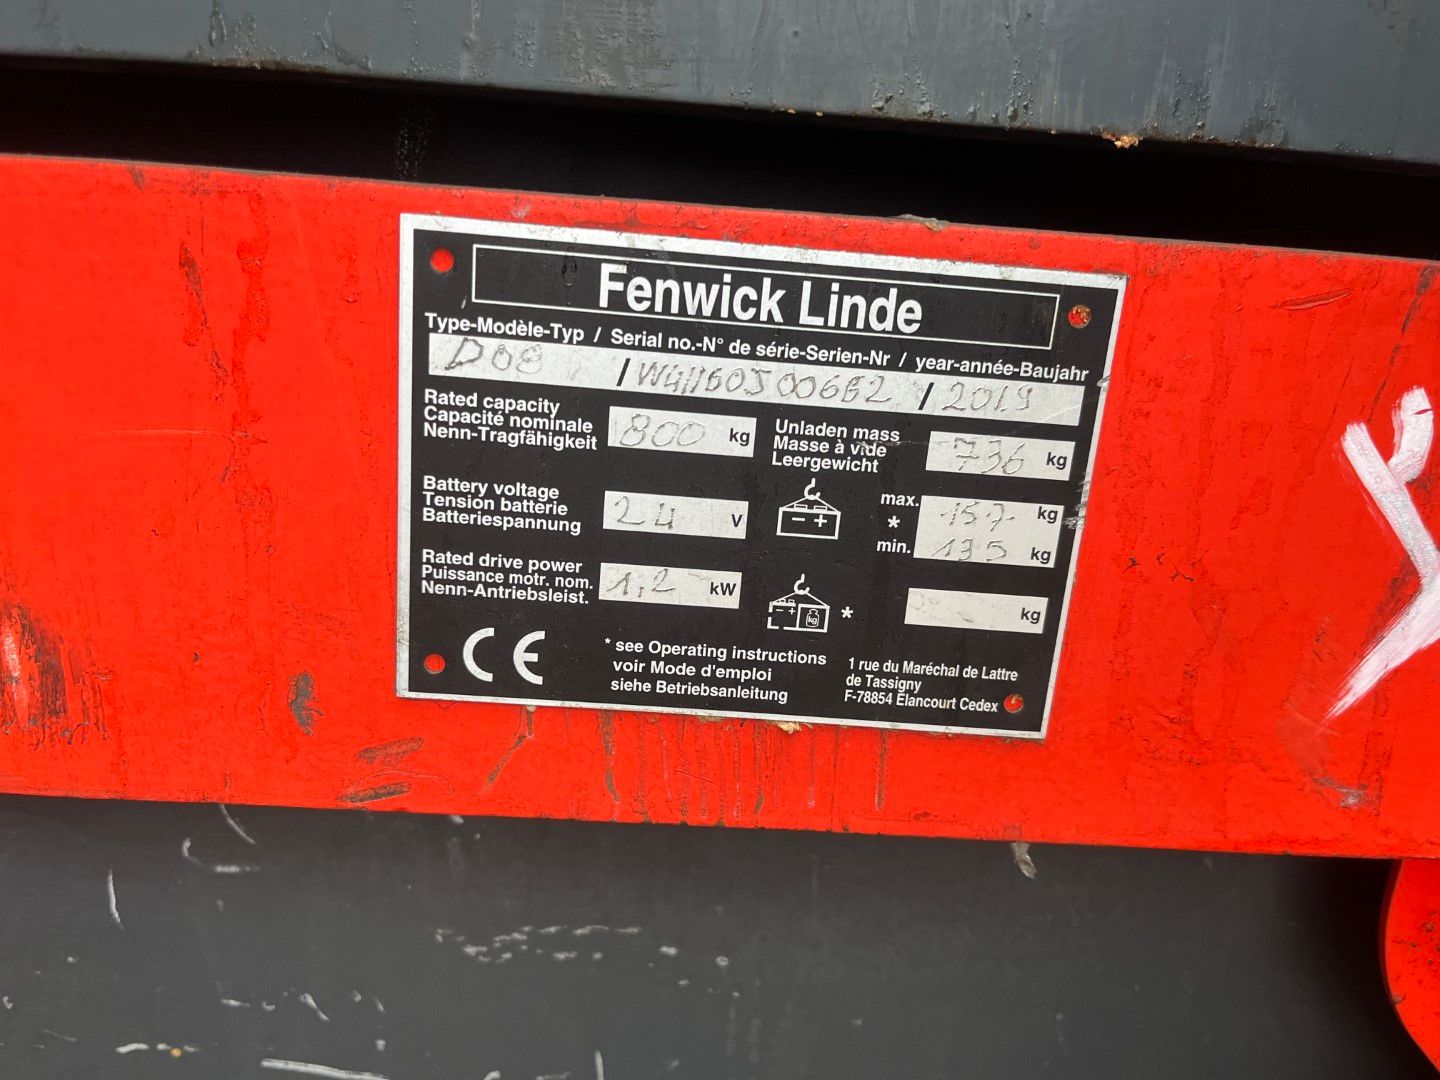 Fenwick Linde
Type-Modèle-Typ / Serial no.-N° de série-Serien-Nr / year-année-Baujahr
D08 / / 2019
Rated capacity
Capacité nominale
Nenn-Tragfähigkeit
800 kg
Unladen mass
Masse à vide
Leergewicht
736 kg
Battery voltage
Tension batterie
Batteriespannung
24 V
- +
max. 157 kg
*
min. 135 kg
Rated drive power
Puissance motr. nom.
Nenn-Antriebsleist.
1,2 kW
- + kg
*
kg
CE
* see Operating instructions
voir Mode d'emploi
siehe Betriebsanleitung
1 rue du Maréchal de Lattre
de Tassigny
F-78854 Elancourt Cedex